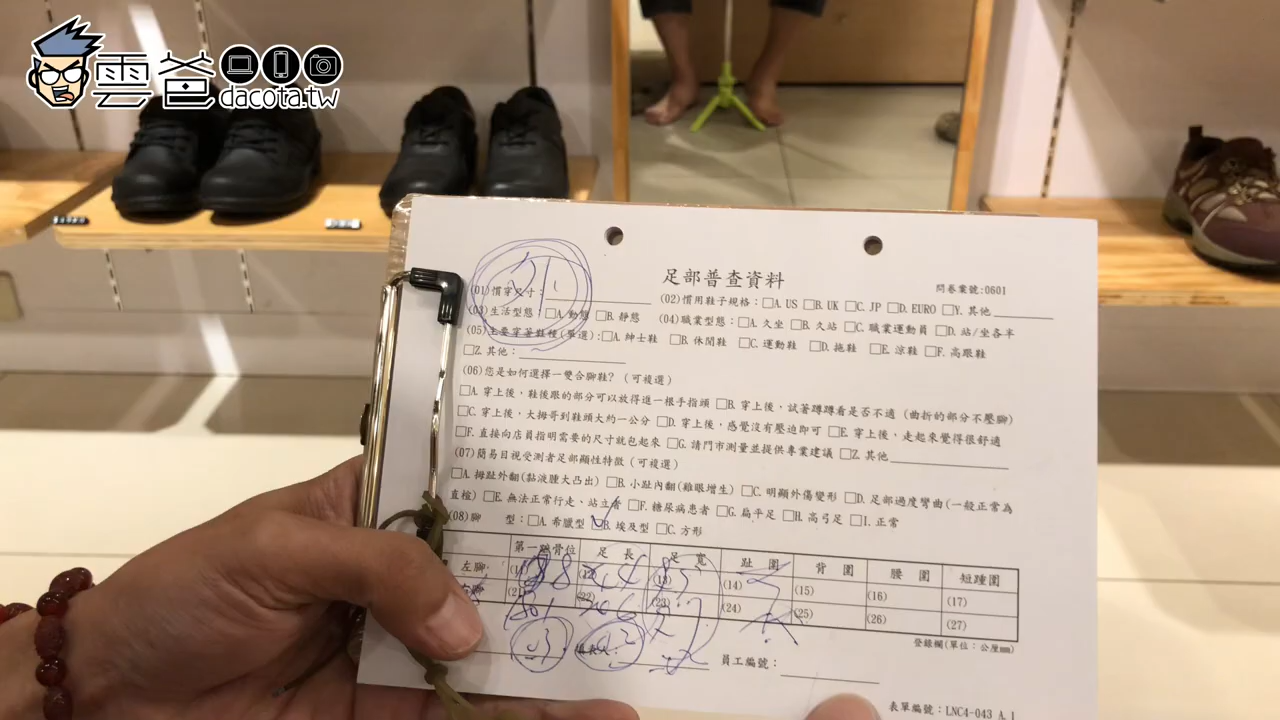 雲爸
dacota.tw
足部普查資料
問卷案號:0601
(01)慣穿尺寸: (02)慣用鞋子規格:□A.US □B.UK □C.JP □D.EURO □Y.其他
(03)生活型態:□A.動態 □B.靜態 (04)職業型態:□A.久坐 □B.久站 □C.職業運動員 □D.站/坐各半
(05)主要穿著鞋種(單選):□A.紳士鞋 □B.休閒鞋 □C.運動鞋 □D.拖鞋 □E.涼鞋 □F.高跟鞋
□Z.其他:
(06)您是如何選擇一雙合腳鞋?(可複選)
□A.穿上後,鞋後跟的部分可以放得進一根手指頭 □B.穿上後,試著蹲蹲看是否不適(曲折的部分不壓腳)
□C.穿上後,大拇哥到鞋頭大約一公分 □D.穿上後,感覺沒有壓迫即可 □E.穿上後,走起來覺得很舒適
□F.直接向店員指明需要的尺寸就包起來 □G.請門市測量並提供專業建議 □Z.其他
(07)簡易目視受測者足部顯性特徵(可複選)
□A.拇趾外翻(黏液腫大凸出) □B.小趾內翻(雞眼增生) □C.明顯外傷變形 □D.足部過度彎曲(一般正常為
直楦) □E.無法正常行走、站立者 □F.糖尿病患者 □G.扁平足 □H.高弓足 □I.正常
(08)腳 型:□A.希臘型 □B.埃及型 □C.方形
第一蹠骨位 足長 足寬 趾圍 背圍 腰圍 短踵圍
左腳 (14) (15) (16) (17)
右腳 (22) (23) (24) (25) (26) (27)
登錄欄(單位:公厘mm)
員工編號:
表單編號:LNC4-043 A.1